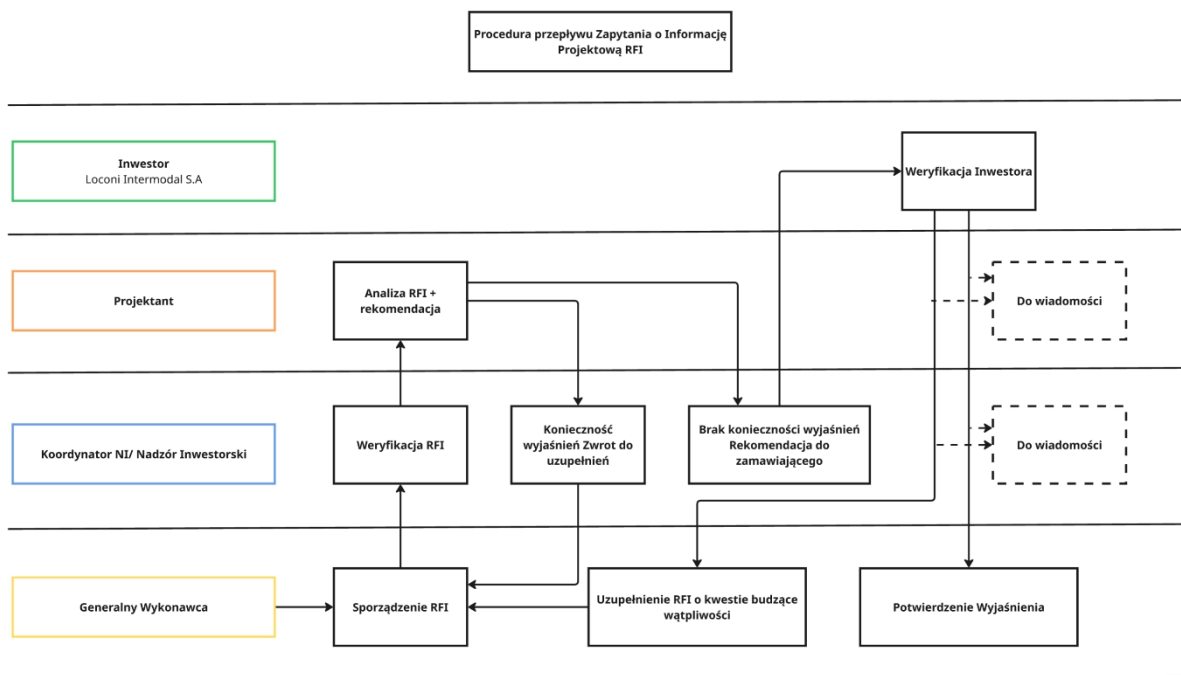 Procedura przepływu Zapytania o Informację
Projektową RFI
Inwestor
Loconi Intermodal S.A
Weryfikacja Inwestora
Projektant
Analiza RFI +
rekomendacja
Do wiadomości
Koordynator NI/ Nadzór Inwestorski
Weryfikacja RFI
Konieczność
wyjaśnień Zwrot do
uzupełnień
Brak konieczności wyjaśnień
Rekomendacja do
zamawiającego
Do wiadomości
Generalny Wykonawca
Sporządzenie RFI
Uzupełnienie RFI o kwestie budzące
wątpliwości
Potwierdzenie Wyjaśnienia